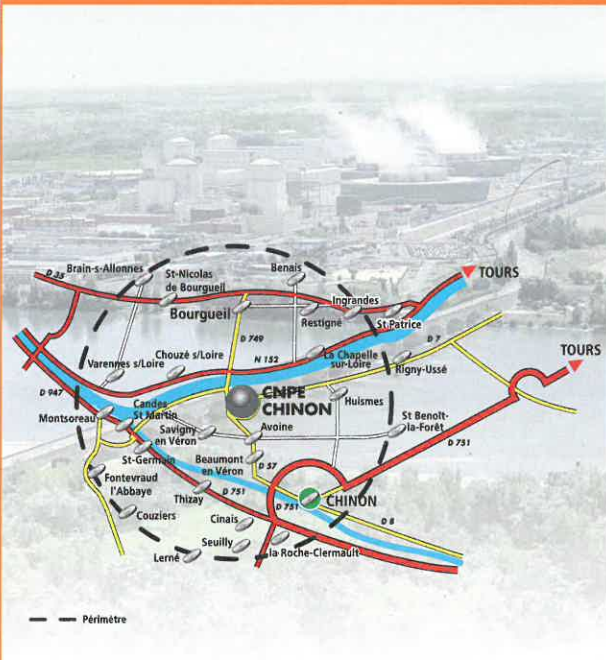 D 35
Brain-s-Allonnes
St-Nicolas
de Bourgueil
Benais
TOURS
Bourgueil
Ingrandes
Restigné
St Patrice
D 749
D 7
TOURS
Varennes s/Loire
Chouzé s/Loire
N 152
La Chapelle
sur-Loire
Rigny-Ussé
D 947
Montsoreau
Candes
St Martin
CNPE
CHINON
Huismes
Savigny
en Véron
Avoine
St Benoît-
la-Forêt
D 751
St-Germain
Beaumont
en Véron
D 57
Fontevraud
l'Abbaye
Thizay
D 751
D 751
CHINON
Couziers
Cinais
D 8
Seuilly
la Roche-Clermault
Lerné
Périmètre